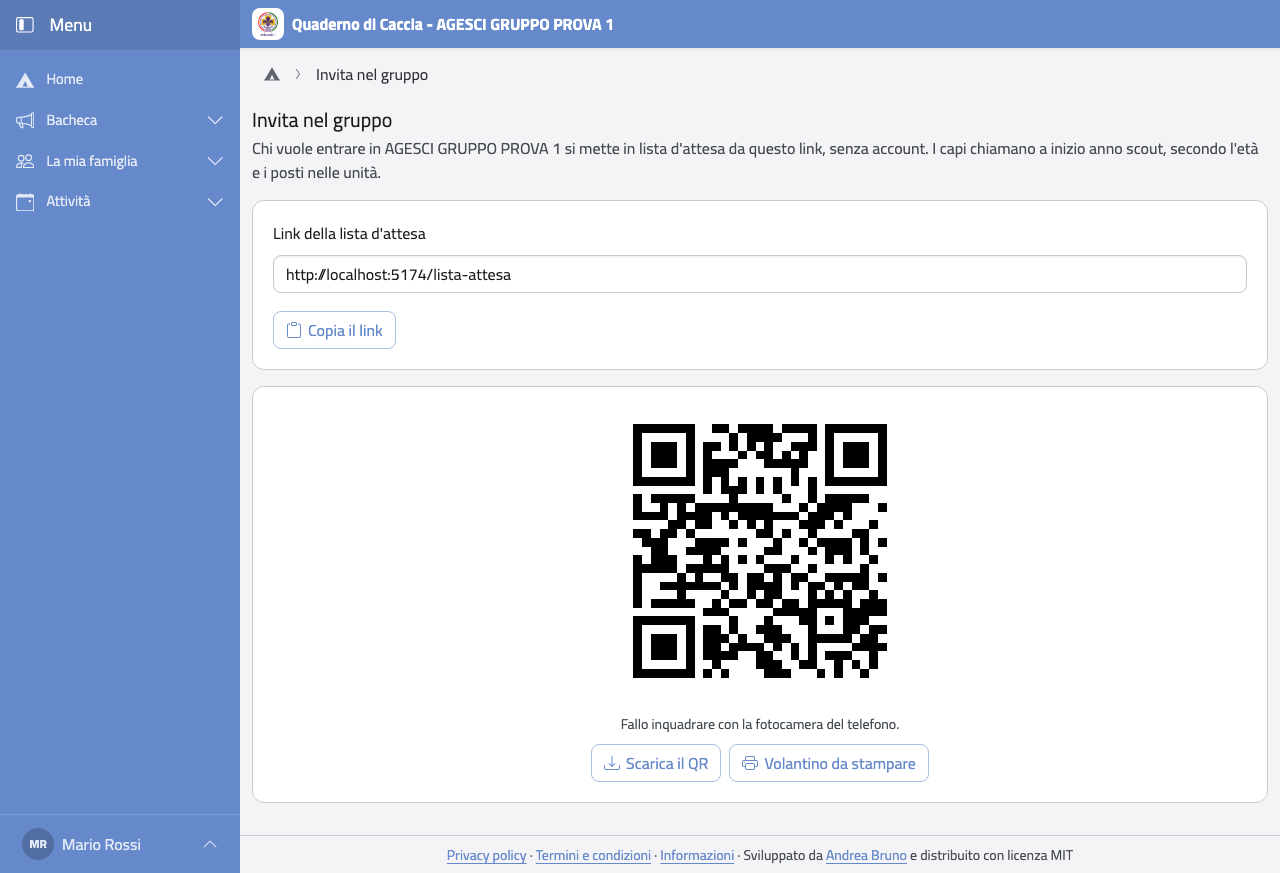 Menu
Quaderno di Caccia - AGESCI GRUPPO PROVA 1
Home
Bacheca
La mia famiglia
Attività
Invita nel gruppo
Invita nel gruppo
Chi vuole entrare in AGESCI GRUPPO PROVA 1 si mette in lista d'attesa da questo link, senza account. I capi chiamano a inizio anno scout, secondo l'età
e i posti nelle unità.
Link della lista d'attesa
http://localhost:5174/lista-attesa
Copia il link
Fallo inquadrare con la fotocamera del telefono.
Scarica il QR
Volantino da stampare
MR Mario Rossi
Privacy policy · Termini e condizioni · Informazioni · Sviluppato da Andrea Bruno e distribuito con licenza MIT